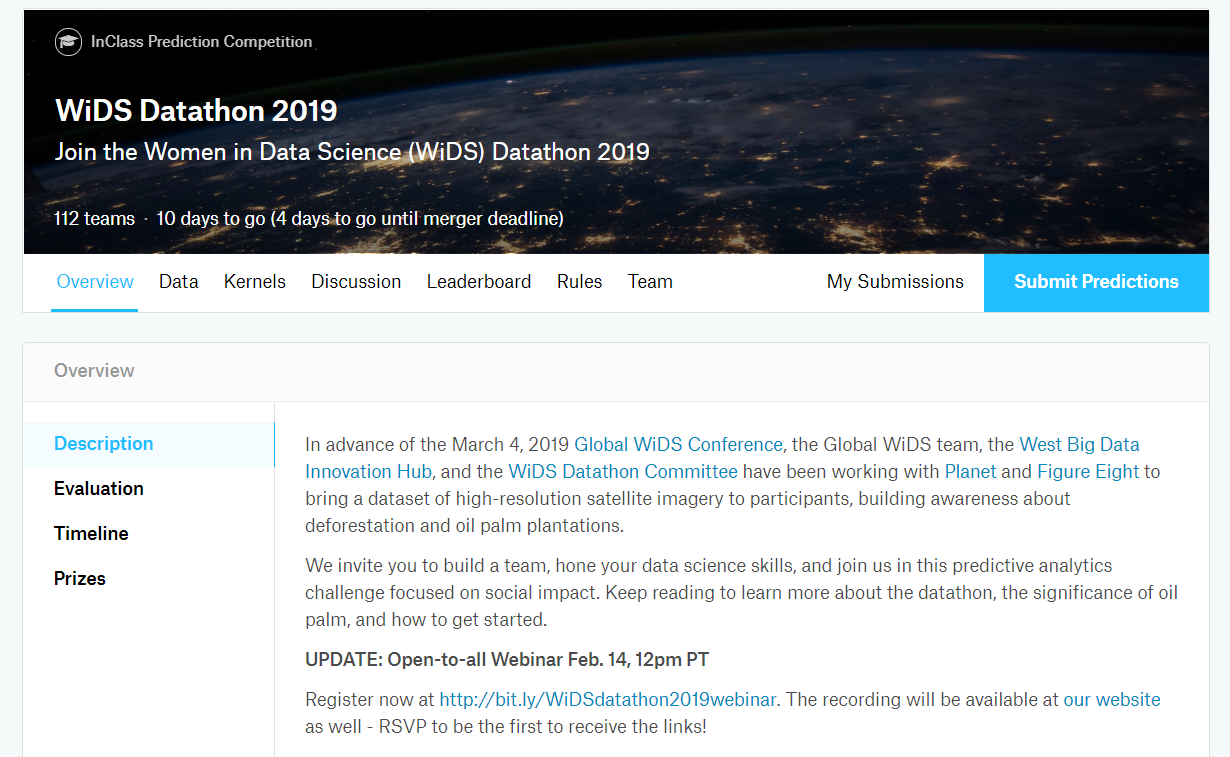 InClass Prediction Competition
WiDS Datathon 2019
Join the Women in Data Science (WiDS) Datathon 2019
112 teams · 10 days to go (4 days to go until merger deadline)
Overview Data Kernels Discussion Leaderboard Rules Team My Submissions Submit Predictions
Overview
Description
Evaluation
Timeline
Prizes
In advance of the March 4, 2019 Global WiDS Conference, the Global WiDS team, the West Big Data
Innovation Hub, and the WiDS Datathon Committee have been working with Planet and Figure Eight to
bring a dataset of high-resolution satellite imagery to participants, building awareness about
deforestation and oil palm plantations.
We invite you to build a team, hone your data science skills, and join us in this predictive analytics
challenge focused on social impact. Keep reading to learn more about the datathon, the significance of oil
palm, and how to get started.
UPDATE: Open-to-all Webinar Feb. 14, 12pm PT
Register now at http://bit.ly/WiDSdatathon2019webinar. The recording will be available at our website
as well - RSVP to be the first to receive the links!